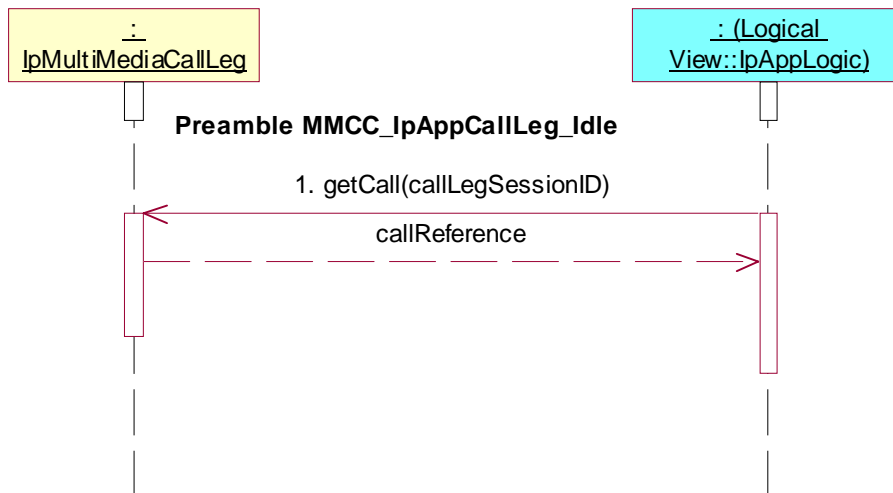 :
IpMultiMediaCallLeg
: (Logical
View::IpAppLogic)
Preamble MMCC_IpAppCallLeg_Idle
1. getCall(callLegSessionID)
callReference